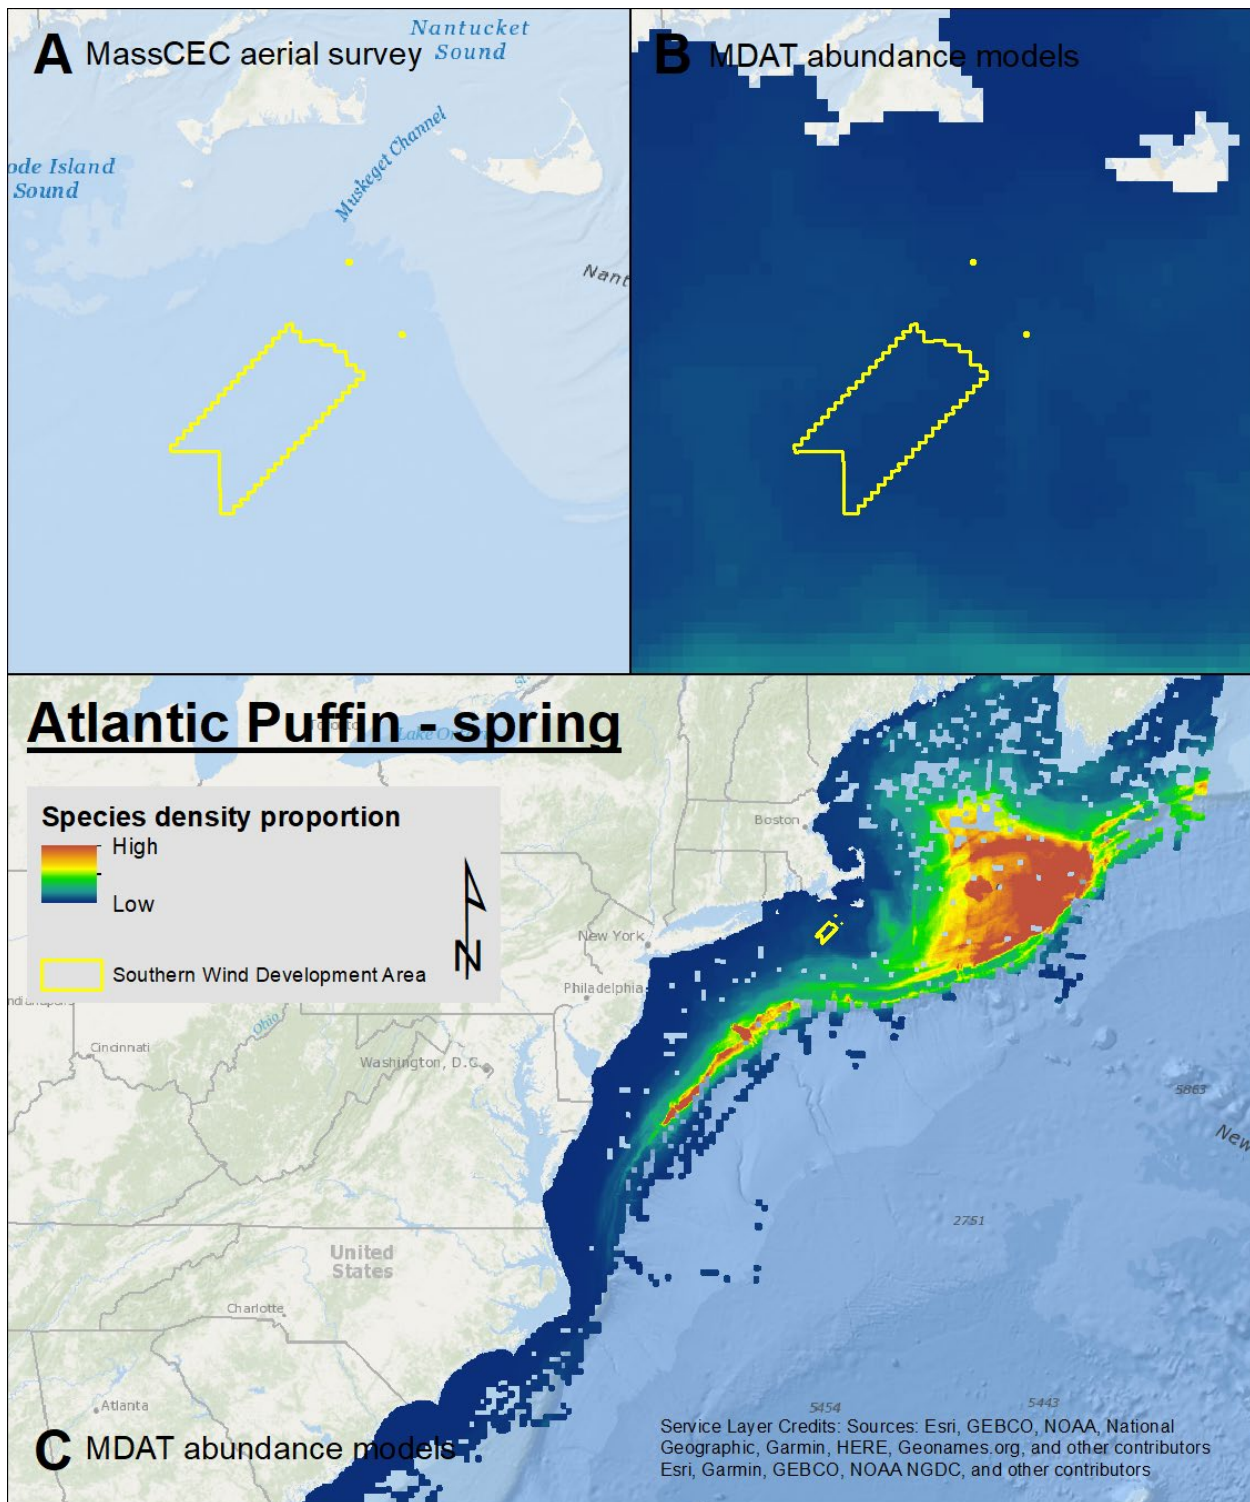 A MassCEC aerial survey
Nantucket
Sound
Muskeget Channel
ode Island
Sound
Nant
B MDAT abundance models
Atlantic Puffin - spring
Species density proportion
High
Low
N
Southern Wind Development Area
Boston
New York
Philadelphia
Ohio
Cincinnati
Washington, D.C.
5863
New
2751
United
States
Charlotte
Atlanta
5454
5443
C MDAT abundance models
Service Layer Credits: Sources: Esri, GEBCO, NOAA, National
Geographic, Garmin, HERE, Geonames.org, and other contributors
Esri, Garmin, GEBCO, NOAA NGDC, and other contributors